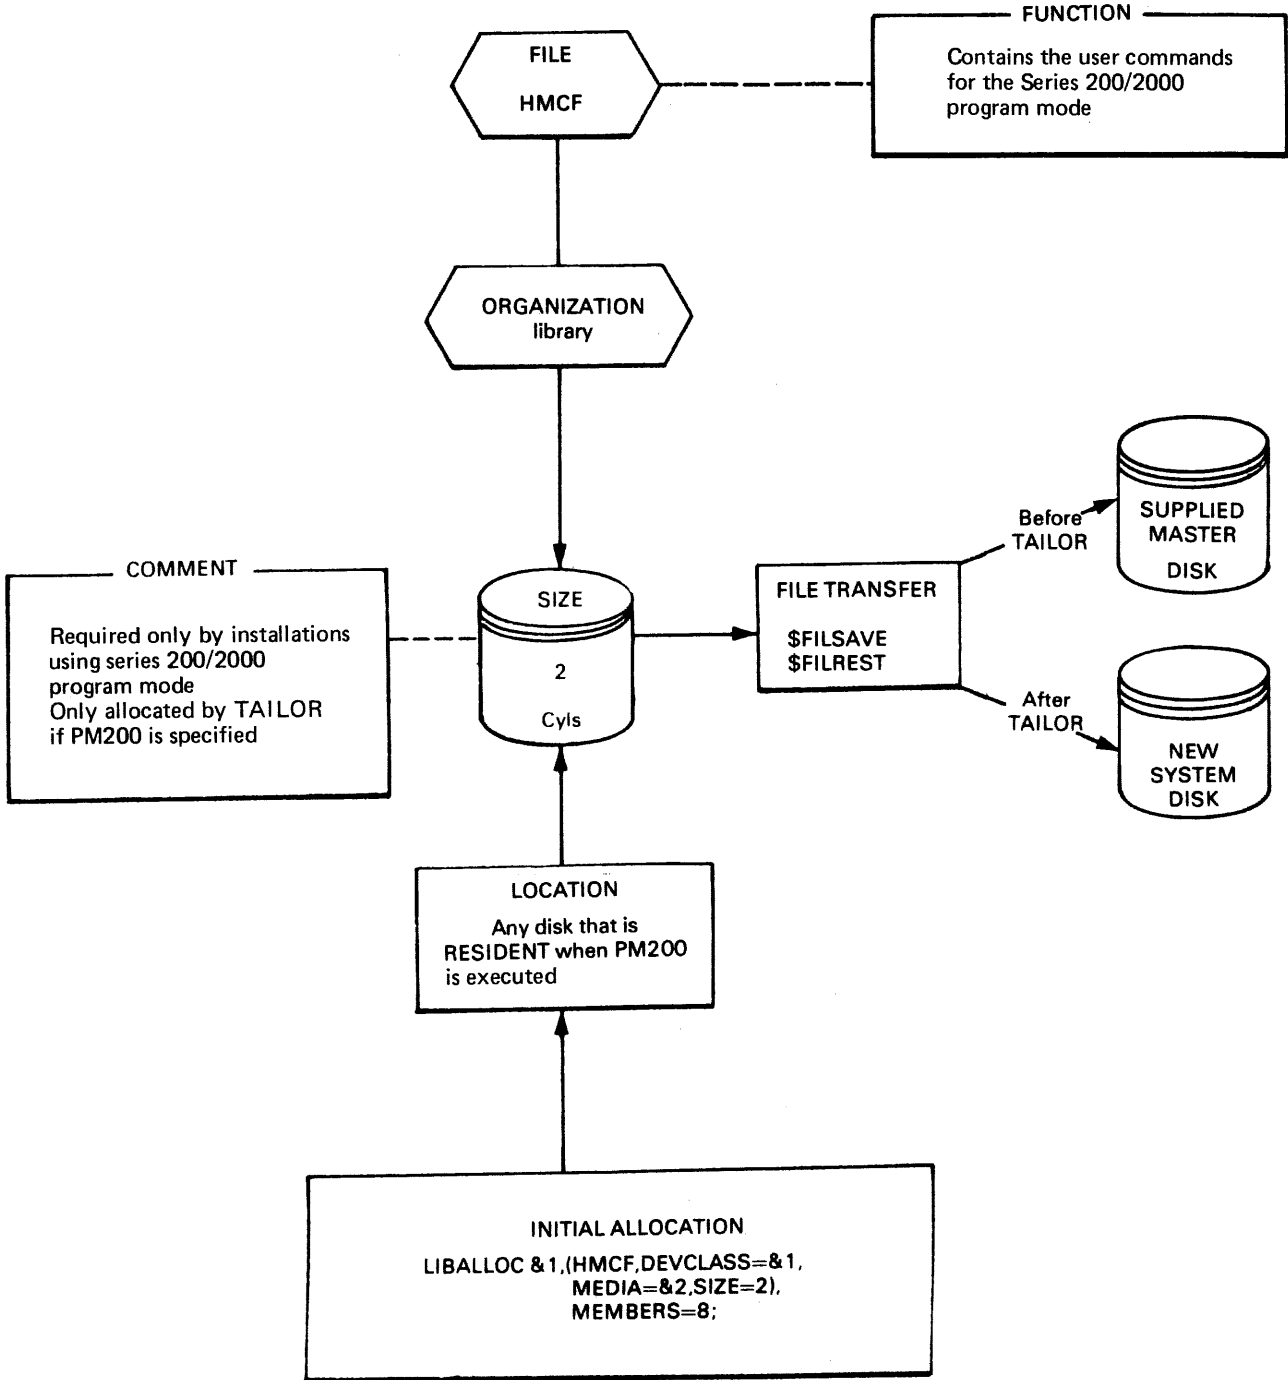 FUNCTION
FILE
HMCF
Contains the user commands
for the Series 200/2000
program mode
ORGANIZATION
library
COMMENT
Required only by installations
using series 200/2000
program mode
Only allocated by TAILOR
if PM200 is specified
SIZE
2
Cyls
FILE TRANSFER
$FILSAVE
$FILREST
Before
TAILOR
SUPPLIED
MASTER
DISK
After
TAILOR
NEW
SYSTEM
DISK
LOCATION
Any disk that is
RESIDENT when PM200
is executed
INITIAL ALLOCATION
LIBALLOC &1,(HMCF,DEVCLASS=&1,
MEDIA=&2,SIZE=2),
MEMBERS=8;